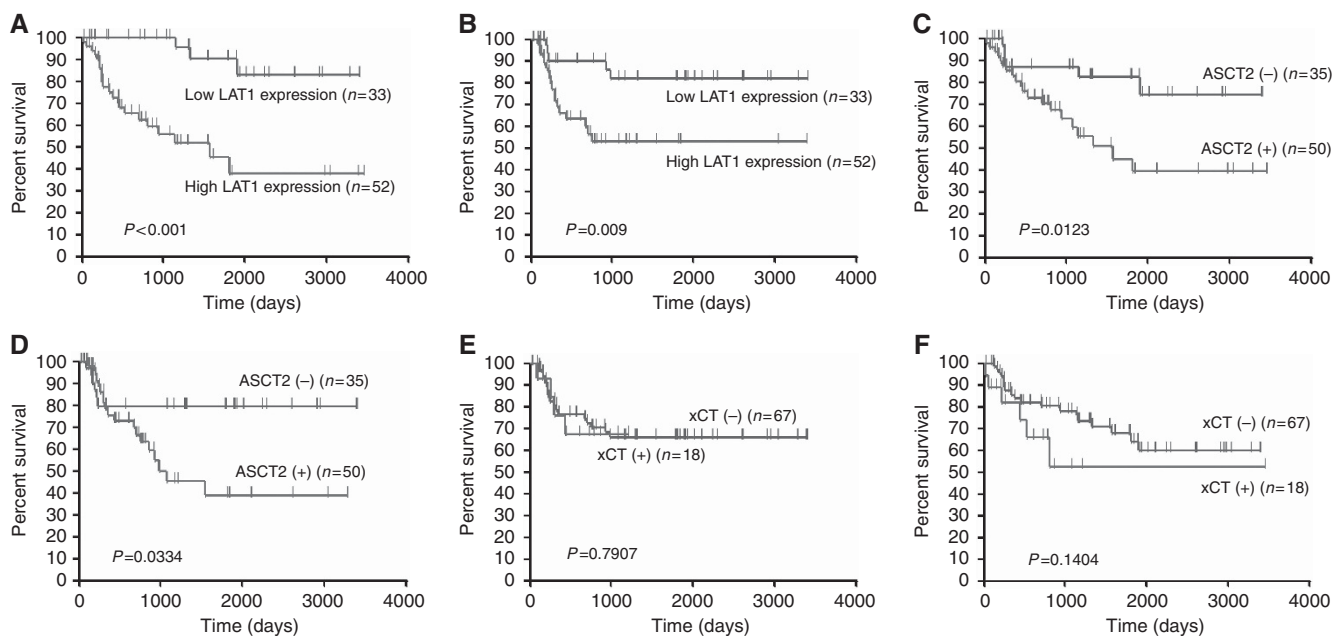 A
Percent survival
100
90
80
70
60
50
40
30
20
10
0
Low LAT1 expression (n=33)
High LAT1 expression (n=52)
P<0.001
0 1000 2000 3000 4000
Time (days)
B
Percent survival
100
90
80
70
60
50
40
30
20
10
0
Low LAT1 expression (n=33)
High LAT1 expression (n=52)
P=0.009
0 1000 2000 3000 4000
Time (days)
C
Percent survival
100
90
80
70
60
50
40
30
20
10
0
ASCT2 (–) (n=35)
ASCT2 (+) (n=50)
P=0.0123
0 1000 2000 3000 4000
Time (days)
D
Percent survival
100
90
80
70
60
50
40
70
20
10
0
ASCT2 (–) (n=35)
ASCT2 (+) (n=50)
P=0.0334
0 1000 2000 3000 4000
Time (days)
E
Percent survival
100
90
80
70
60
50
40
70
20
10
0
xCT (–) (n=67)
xCT (+) (n=18)
P=0.7907
0 1000 2000 3000 4000
Time (days)
F
Percent survival
100
90
80
70
60
50
40
70
20
10
0
xCT (–) (n=67)
xCT (+) (n=18)
P=0.1404
0 1000 2000 3000 4000
Time (days)